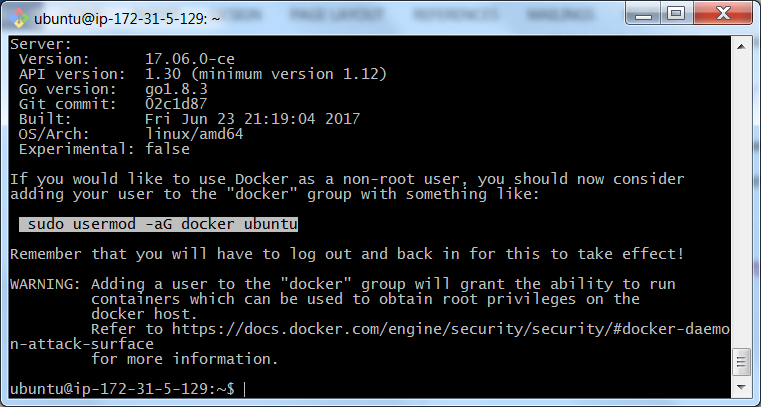 ubuntu@ip-172-31-5-129: ~
Server:
 Version:      17.06.0-ce
 API version:  1.30 (minimum version 1.12)
 Go version:   go1.8.3
 Git commit:   02c1d87
 Built:        Fri Jun 23 21:19:04 2017
 OS/Arch:      linux/amd64
 Experimental: false
If you would like to use Docker as a non-root user, you should now consider
adding your user to the "docker" group with something like:
  sudo usermod -aG docker ubuntu
Remember that you will have to log out and back in for this to take effect!
WARNING: Adding a user to the "docker" group will grant the ability to run
         containers which can be used to obtain root privileges on the
         docker host.
         Refer to https://docs.docker.com/engine/security/security/#docker-daemo
n-attack-surface
         for more information.
ubuntu@ip-172-31-5-129:~$